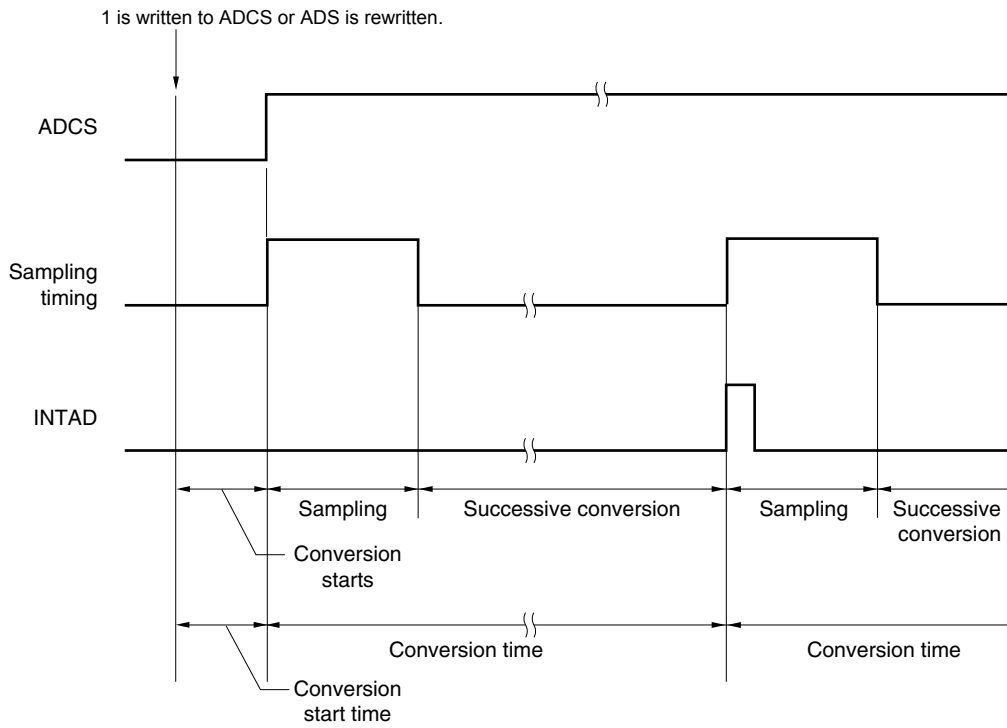 1 is written to ADCS or ADS is rewritten.
ADCS
Sampling
timing
INTAD
Sampling
Successive conversion
Sampling
Successive
conversion
Conversion
starts
Conversion time
Conversion time
Conversion
start time